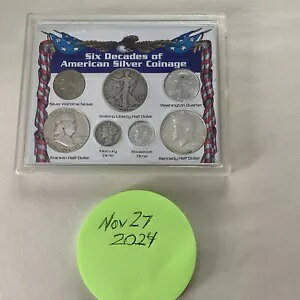 Six Decades of
American Silver Coinage
Silver Wartime Nickel
Walking Liberty Half Dollar
Washington Quarter
Franklin Half Dollar
Mercury
Dime
Roosevelt
Dime
Kennedy Half Dollar
Nov 27
2024